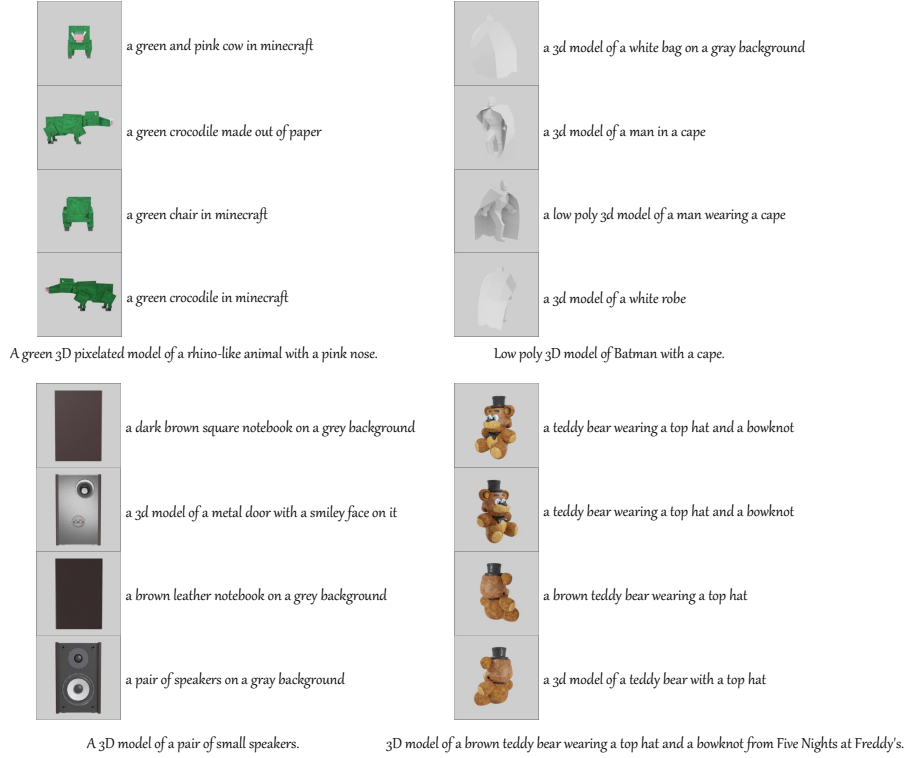 a green and pink cow in minecraft
a green crocodile made out of paper
a green chair in minecraft
a green crocodile in minecraft
A green 3D pixelated model of a rhino-like animal with a pink nose.
a 3d model of a white bag on a gray background
a 3d model of a man in a cape
a low poly 3d model of a man wearing a cape
a 3d model of a white robe
Low poly 3D model of Batman with a cape.
a dark brown square notebook on a grey background
a 3d model of a metal door with a smiley face on it
a brown leather notebook on a grey background
a pair of speakers on a gray background
A 3D model of a pair of small speakers.
a teddy bear wearing a top hat and a bowknot
a teddy bear wearing a top hat and a bowknot
a brown teddy bear wearing a top hat
a 3d model of a teddy bear with a top hat
3D model of a brown teddy bear wearing a top hat and a bowknot from Five Nights at Freddy's.